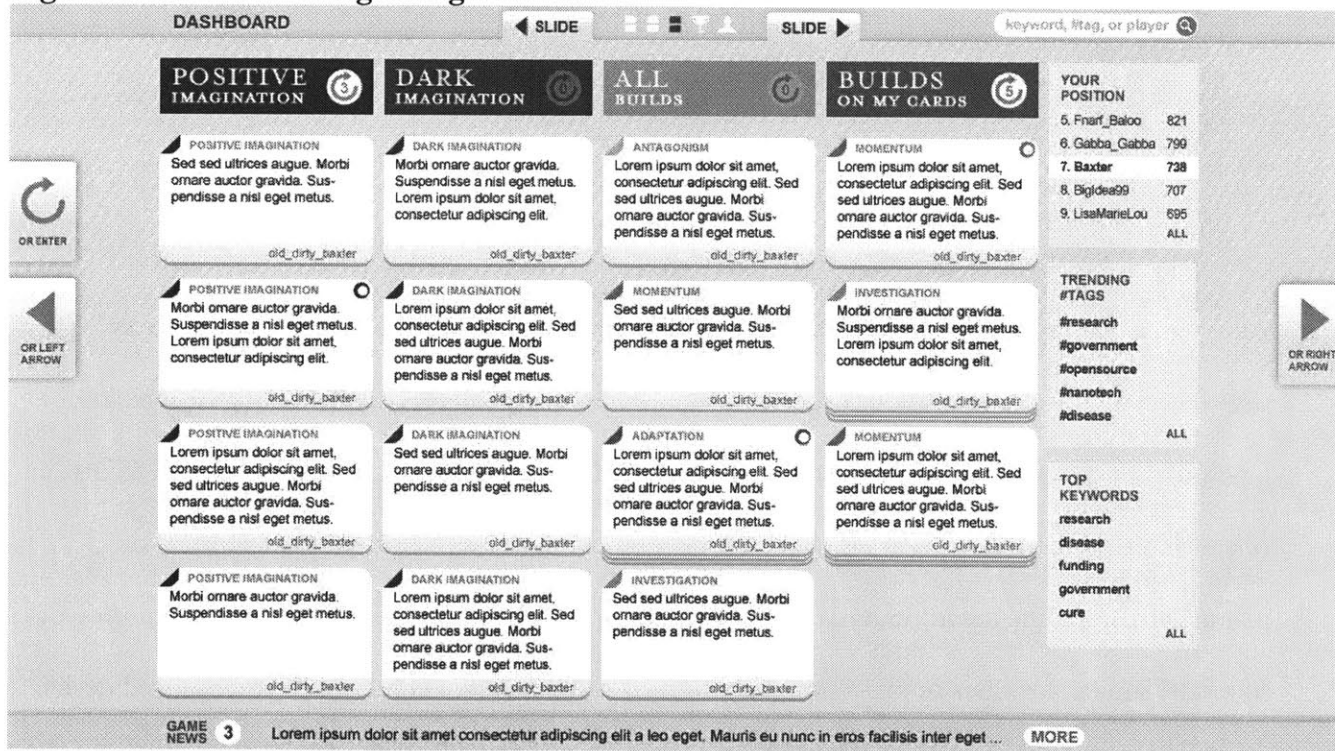 DASHBOARD
SLIDE
SLIDE
keyword, #tag, or player
POSITIVE
IMAGINATION
3
DARK
IMAGINATION
0
ALL
BUILDS
0
BUILDS
ON MY CARDS
5
OR ENTER
OR LEFT
ARROW
POSITIVE IMAGINATION
Sed sed ultrices augue. Morbi
ornare auctor gravida. Sus-
pendisse a nisl eget metus.
old_dirty_baxter
POSITIVE IMAGINATION
Morbi ornare auctor gravida.
Suspendisse a nisl eget metus.
Lorem ipsum dolor sit amet,
consectetur adipiscing elit.
old_dirty_baxter
POSITIVE IMAGINATION
Lorem ipsum dolor sit amet,
consectetur adipiscing elit. Sed
sed ultrices augue. Morbi
ornare auctor gravida. Sus-
pendisse a nisl eget metus.
old_dirty_baxter
POSITIVE IMAGINATION
Morbi ornare auctor gravida.
Suspendisse a nisl eget metus.
old_dirty_baxter
DARK IMAGINATION
Morbi ornare auctor gravida.
Suspendisse a nisl eget metus.
Lorem ipsum dolor sit amet,
consectetur adipiscing elit.
old_dirty_baxter
DARK IMAGINATION
Lorem ipsum dolor sit amet,
consectetur adipiscing elit. Sed
sed ultrices augue. Morbi
ornare auctor gravida. Sus-
pendisse a nisl eget metus.
old_dirty_baxter
DARK IMAGINATION
Sed sed ultrices augue. Morbi
ornare auctor gravida. Sus-
pendisse a nisl eget metus.
old_dirty_baxter
DARK IMAGINATION
Lorem ipsum dolor sit amet,
consectetur adipiscing elit. Sed
sed ultrices augue. Morbi
ornare auctor gravida. Sus-
pendisse a nisl eget metus.
old_dirty_baxter
ANTAGONISM
Lorem ipsum dolor sit amet,
consectetur adipiscing elit. Sed
sed ultrices augue. Morbi
ornare auctor gravida. Sus-
pendisse a nisl eget metus.
old_dirty_baxter
MOMENTUM
Sed sed ultrices augue. Morbi
ornare auctor gravida. Sus-
pendisse a nisl eget metus.
old_dirty_baxter
ADAPTATION
Lorem ipsum dolor sit amet,
consectetur adipiscing elit. Sed
sed ultrices augue. Morbi
ornare auctor gravida. Sus-
pendisse a nisl eget metus.
old_dirty_baxter
INVESTIGATION
Sed sed ultrices augue. Morbi
ornare auctor gravida. Sus-
pendisse a nisl eget metus.
old_dirty_baxter
MOMENTUM
Lorem ipsum dolor sit amet,
consectetur adipiscing elit. Sed
sed ultrices augue. Morbi
ornare auctor gravida. Sus-
pendisse a nisl eget metus.
old_dirty_baxter
INVESTIGATION
Morbi ornare auctor gravida.
Suspendisse a nisl eget metus.
Lorem ipsum dolor sit amet,
consectetur adipiscing elit.
old_dirty_baxter
MOMENTUM
Lorem ipsum dolor sit amet,
consectetur adipiscing elit. Sed
sed ultrices augue. Morbi
ornare auctor gravida. Sus-
pendisse a nisl eget metus.
old_dirty_baxter
YOUR
POSITION
5. Fnarf_Baloo 821
6. Gabba_Gabba 799
7. Baxter 738
8. BigIdea99 707
9. LisaMarieLou 695
ALL
TRENDING
#TAGS
#research
#government
#opensource
#nanotech
#disease
ALL
TOP
KEYWORDS
research
disease
funding
government
cure
ALL
OR RIGHT
ARROW
GAME
NEWS 3 Lorem ipsum dolor sit amet consectetur adipiscing elit a leo eget. Mauris eu nunc in eros facilisis inter eget ... MORE